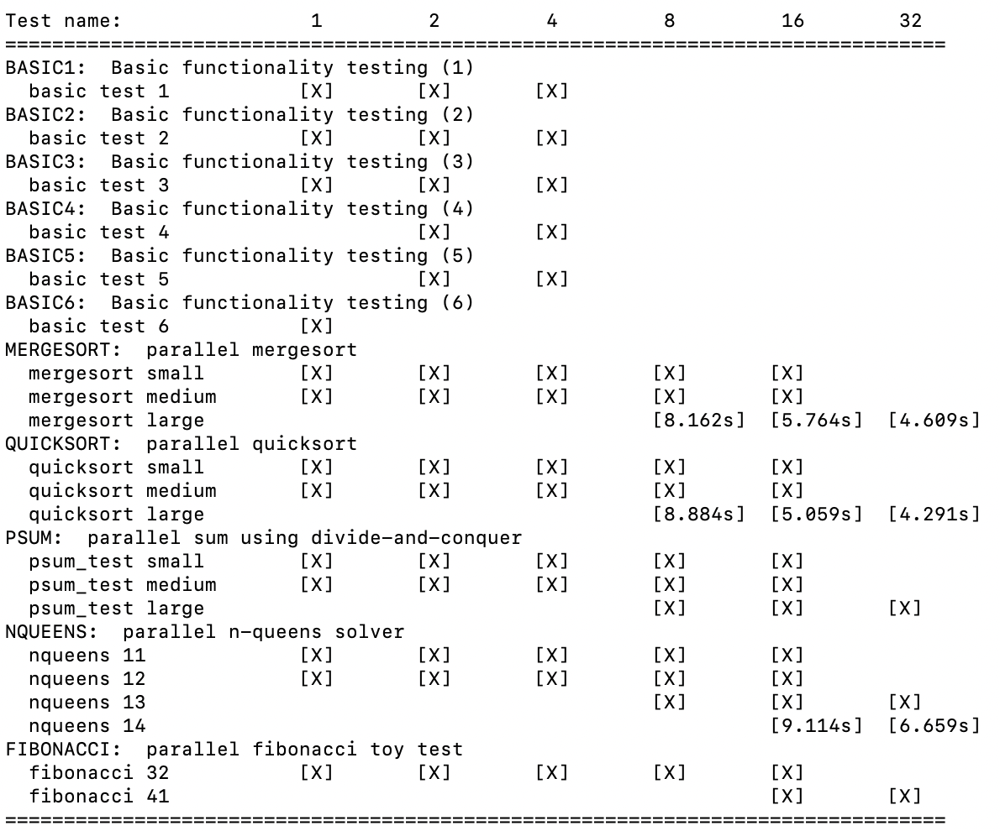 Test name:                1         2         4         8         16        32
================================================================================
BASIC1:  Basic functionality testing (1)
  basic test 1           [X]       [X]       [X]
BASIC2:  Basic functionality testing (2)
  basic test 2           [X]       [X]       [X]
BASIC3:  Basic functionality testing (3)
  basic test 3           [X]       [X]       [X]
BASIC4:  Basic functionality testing (4)
  basic test 4                     [X]       [X]
BASIC5:  Basic functionality testing (5)
  basic test 5                     [X]       [X]
BASIC6:  Basic functionality testing (6)
  basic test 6           [X]
MERGESORT:  parallel mergesort
  mergesort small        [X]       [X]       [X]       [X]       [X]
  mergesort medium       [X]       [X]       [X]       [X]       [X]
  mergesort large                                      [8.162s]  [5.764s]  [4.609s]
QUICKSORT:  parallel quicksort
  quicksort small        [X]       [X]       [X]       [X]       [X]
  quicksort medium       [X]       [X]       [X]       [X]       [X]
  quicksort large                                      [8.884s]  [5.059s]  [4.291s]
PSUM:  parallel sum using divide-and-conquer
  psum_test small        [X]       [X]       [X]       [X]       [X]
  psum_test medium       [X]       [X]       [X]       [X]       [X]
  psum_test large                                      [X]       [X]       [X]
NQUEENS:  parallel n-queens solver
  nqueens 11             [X]       [X]       [X]       [X]       [X]
  nqueens 12             [X]       [X]       [X]       [X]       [X]
  nqueens 13                                           [X]       [X]       [X]
  nqueens 14                                                     [9.114s]  [6.659s]
FIBONACCI:  parallel fibonacci toy test
  fibonacci 32           [X]       [X]       [X]       [X]       [X]
  fibonacci 41                                                   [X]       [X]
================================================================================